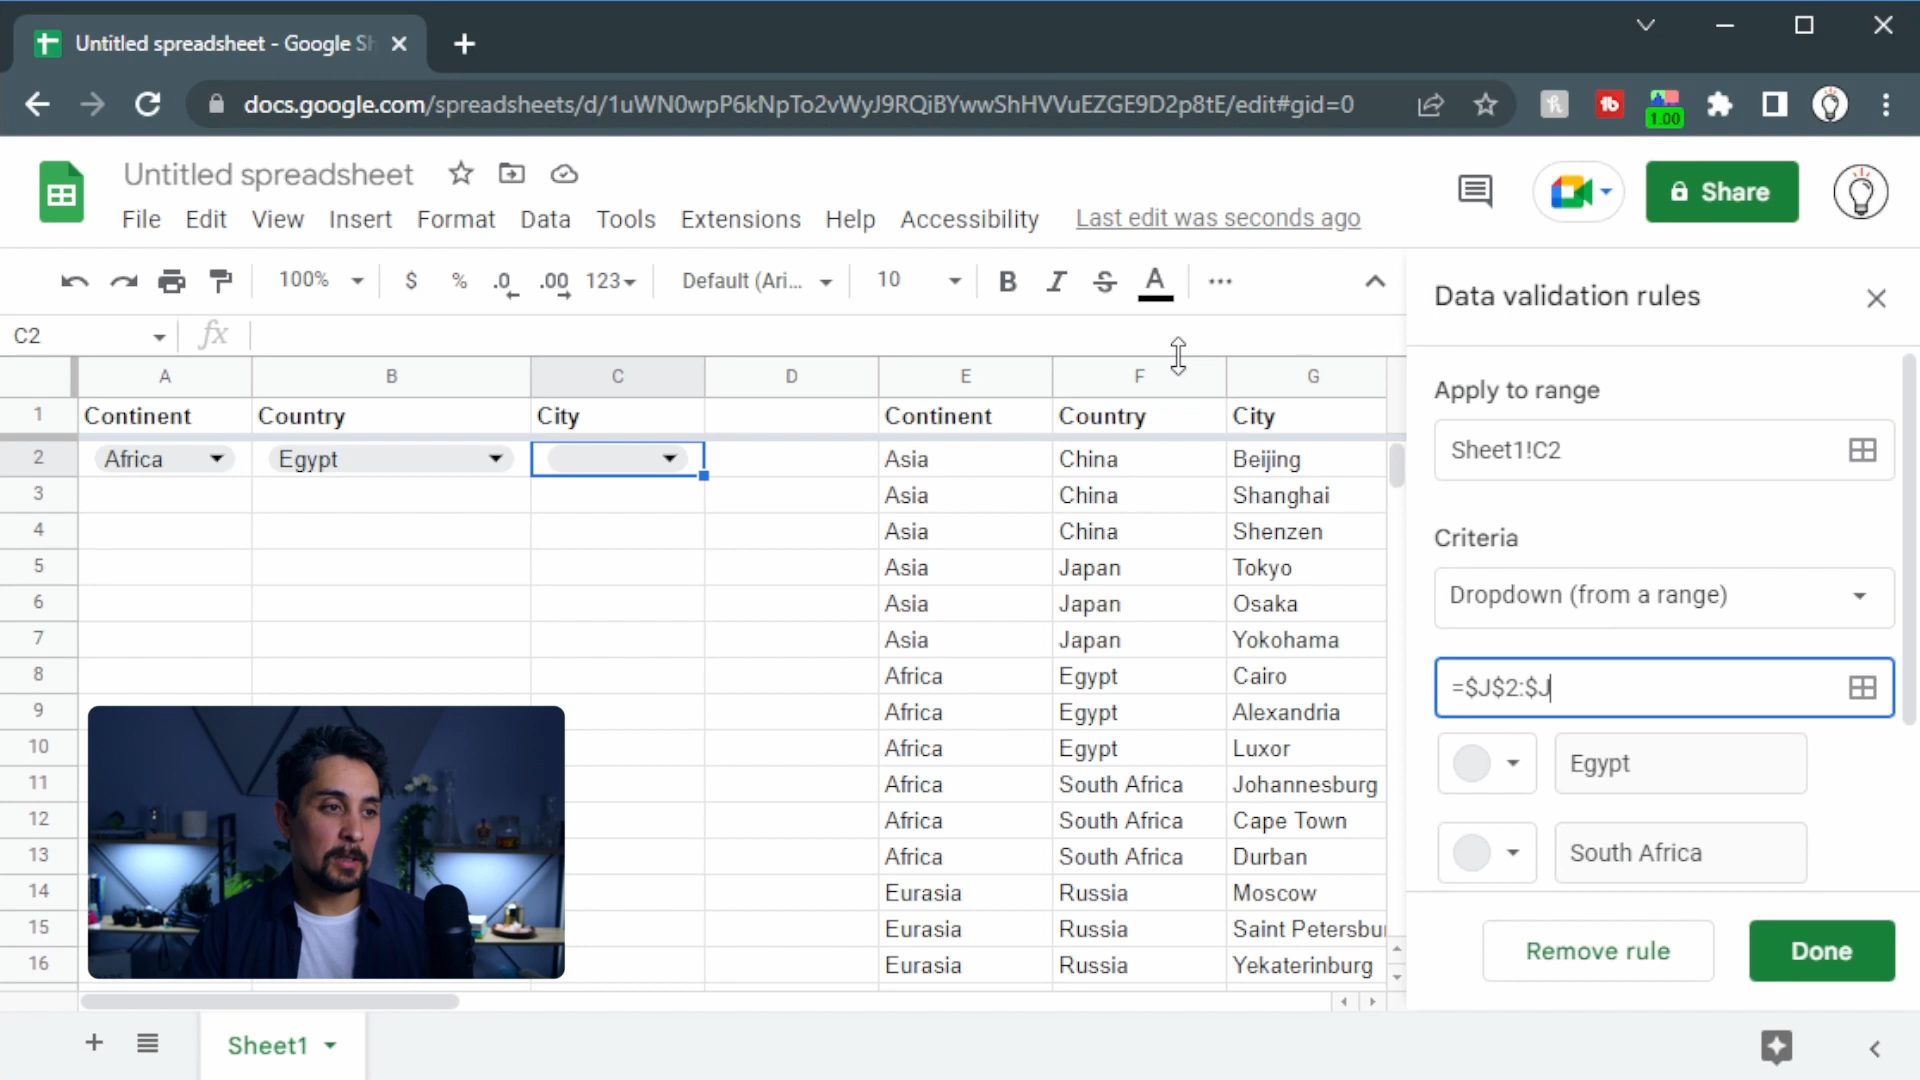 Untitled spreadsheet - Google Sh
docs.google.com/spreadsheets/d/1uWN0wpP6kNpTo2vWyJ9RQiBYwwShHVVuEZGE9D2p8tE/edit#gid=0
1.00
Untitled spreadsheet
File Edit View Insert Format Data Tools Extensions Help Accessibility Last edit was seconds ago
Share
100% $ % .0 .00 123 Default (Ari... 10 B I S A
Data validation rules
C2 fx
A B C D E F G
Apply to range
1 Continent Country City Continent Country City
Sheet1!C2
2 Africa Egypt Asia China Beijing
3 Asia China Shanghai
4 Asia China Shenzen
Criteria
5 Asia Japan Tokyo
6 Asia Japan Osaka
Dropdown (from a range)
7 Asia Japan Yokohama
8 Africa Egypt Cairo
=$J$2:$J
9 Africa Egypt Alexandria
10 Africa Egypt Luxor
Egypt
11 Africa South Africa Johannesburg
12 Africa South Africa Cape Town
13 Africa South Africa Durban
South Africa
14 Eurasia Russia Moscow
15 Eurasia Russia Saint Petersbu
16 Eurasia Russia Yekaterinburg
Remove rule Done
Sheet1